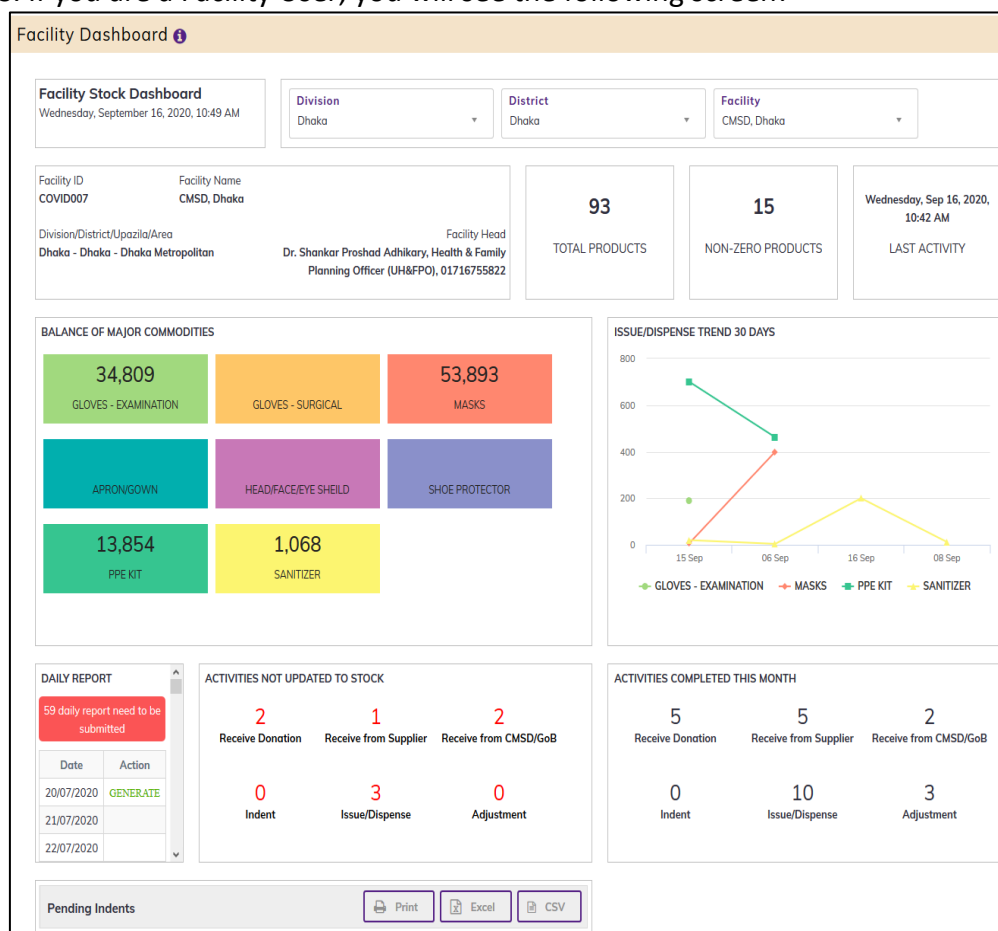 Facility Dashboard
Facility Stock Dashboard
Wednesday, September 16, 2020, 10:49 AM
Division
Dhaka
District
Dhaka
Facility
CMSD, Dhaka
Facility ID
COVID007
Facility Name
CMSD, Dhaka
Division/District/Upazila/Area
Dhaka - Dhaka - Dhaka Metropolitan
Facility Head
Dr. Shankar Proshad Adhikary, Health & Family
Planning Officer (UH&FPO), 01716755822
93
TOTAL PRODUCTS
15
NON-ZERO PRODUCTS
Wednesday, Sep 16, 2020,
10:42 AM
LAST ACTIVITY
BALANCE OF MAJOR COMMODITIES
34,809
GLOVES - EXAMINATION
GLOVES - SURGICAL
53,893
MASKS
APRON/GOWN
HEAD/FACE/EYE SHEILD
SHOE PROTECTOR
13,854
PPE KIT
1,068
SANITIZER
ISSUE/DISPENSE TREND 30 DAYS
800
600
400
200
0
15 Sep 06 Sep 16 Sep 08 Sep
GLOVES - EXAMINATION MASKS PPE KIT SANITIZER
DAILY REPORT
59 daily report need to be
submitted
Date Action
20/07/2020 GENERATE
21/07/2020
22/07/2020
ACTIVITIES NOT UPDATED TO STOCK
2
Receive Donation
1
Receive from Supplier
2
Receive from CMSD/GoB
0
Indent
3
Issue/Dispense
0
Adjustment
ACTIVITIES COMPLETED THIS MONTH
5
Receive Donation
5
Receive from Supplier
2
Receive from CMSD/GoB
0
Indent
10
Issue/Dispense
3
Adjustment
Pending Indents
Print
Excel
CSV